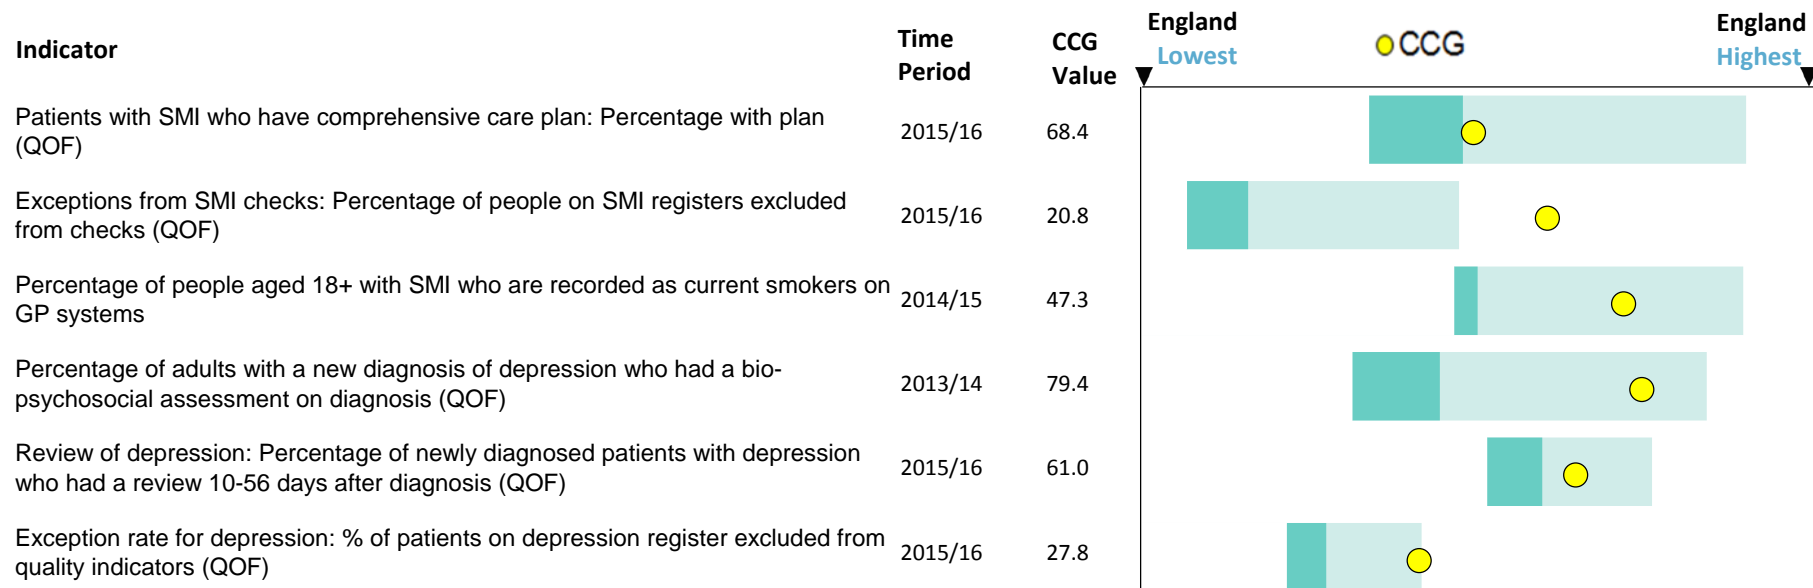 Indicator
Time
Period
CCG
Value
England
Lowest
CCG
England
Highest
Patients with SMI who have comprehensive care plan: Percentage with plan
(QOF)
2015/16
68.4
Exceptions from SMI checks: Percentage of people on SMI registers excluded
from checks (QOF)
2015/16
20.8
Percentage of people aged 18+ with SMI who are recorded as current smokers on
GP systems
2014/15
47.3
Percentage of adults with a new diagnosis of depression who had a bio-
psychosocial assessment on diagnosis (QOF)
2013/14
79.4
Review of depression: Percentage of newly diagnosed patients with depression
who had a review 10-56 days after diagnosis (QOF)
2015/16
61.0
Exception rate for depression: % of patients on depression register excluded from
quality indicators (QOF)
2015/16
27.8